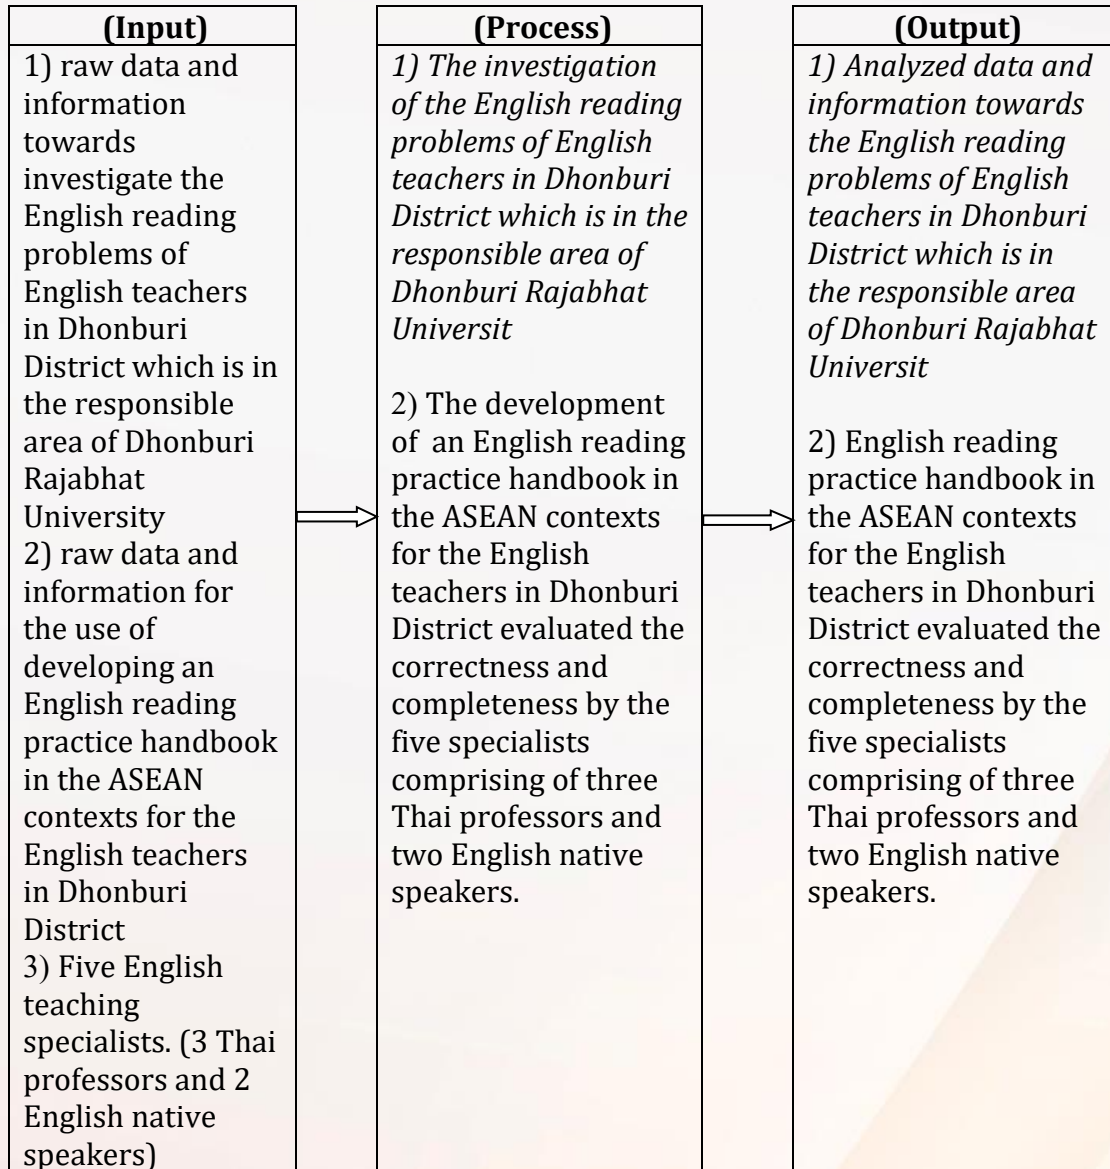 (Input)
1) raw data and
information
towards
investigate the
English reading
problems of
English teachers
in Dhonburi
District which is in
the responsible
area of Dhonburi
Rajabhat
University
2) raw data and
information for
the use of
developing an
English reading
practice handbook
in the ASEAN
contexts for the
English teachers
in Dhonburi
District
3) Five English
teaching
specialists. (3 Thai
professors and 2
English native
speakers)
(Process)
1) The investigation
of the English reading
problems of English
teachers in Dhonburi
District which is in the
responsible area of
Dhonburi Rajabhat
Universit
2) The development
of an English reading
practice handbook in
the ASEAN contexts
for the English
teachers in Dhonburi
District evaluated the
correctness and
completeness by the
five specialists
comprising of three
Thai professors and
two English native
speakers.
(Output)
1) Analyzed data and
information towards
the English reading
problems of English
teachers in Dhonburi
District which is in
the responsible area
of Dhonburi Rajabhat
Universit
2) English reading
practice handbook in
the ASEAN contexts
for the English
teachers in Dhonburi
District evaluated the
correctness and
completeness by the
five specialists
comprising of three
Thai professors and
two English native
speakers.